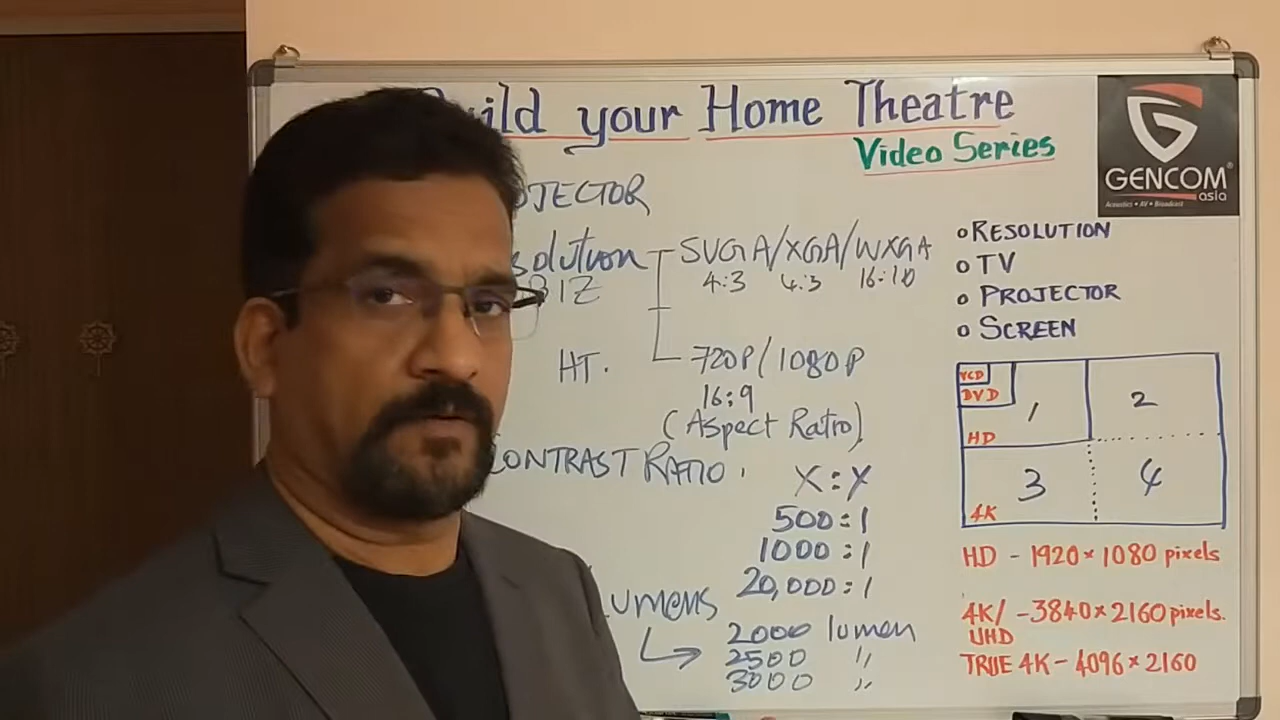 uild your Home Theatre
Video Series
GENCOM
asia
Acoustics • AV • Broadcast
OJECTOR
solution SVGA/XGA/WXGA
4:3 4:3 16:10
BIZ
HT. 720P/1080P
16:9
(Aspect Ratio)
CONTRAST RATIO. X:Y
500:1
1000:1
20,000:1
LUMENS
2000 lumen
2500 "
3000 "
o RESOLUTION
o TV
o PROJECTOR
o SCREEN
VCD
DVD
1 2
HD
3 4
4K
HD - 1920×1080 pixels
4K/ - 3840×2160 pixels.
UHD
TRUE 4K - 4096×2160